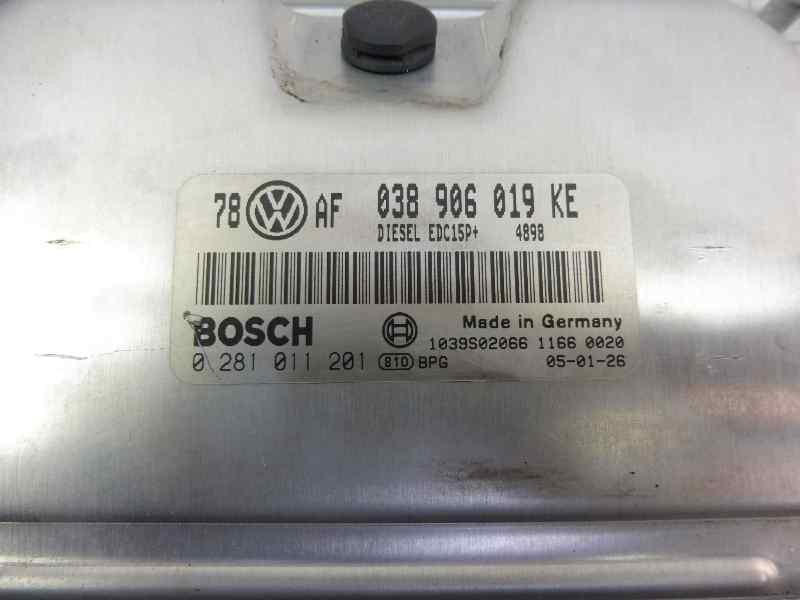 78 VW AF 038 906 019 KE
DIESEL EDC15P+ 4898
BOSCH Made in Germany
1039S02066 1166 0020
0 281 011 201 810 BPG 05-01-26